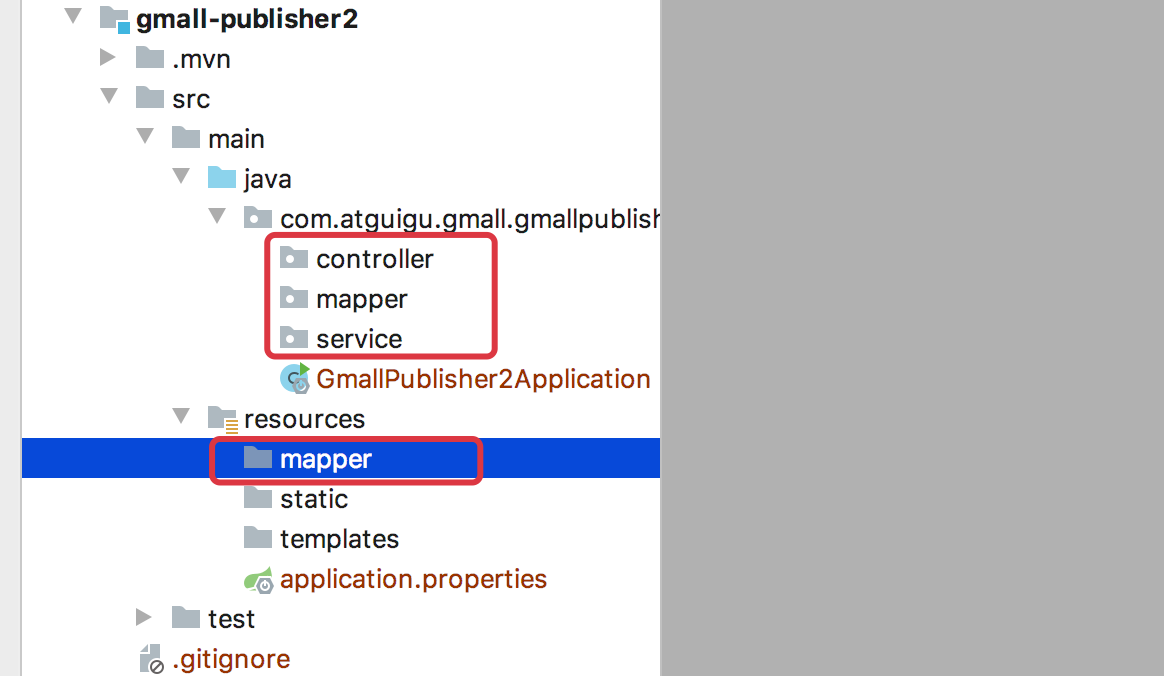 gmall-publisher2
.mvn
src
main
java
com.atguigu.gmall.gmallpublish
controller
mapper
service
GmallPublisher2Application
resources
mapper
static
templates
application.properties
test
.gitignore